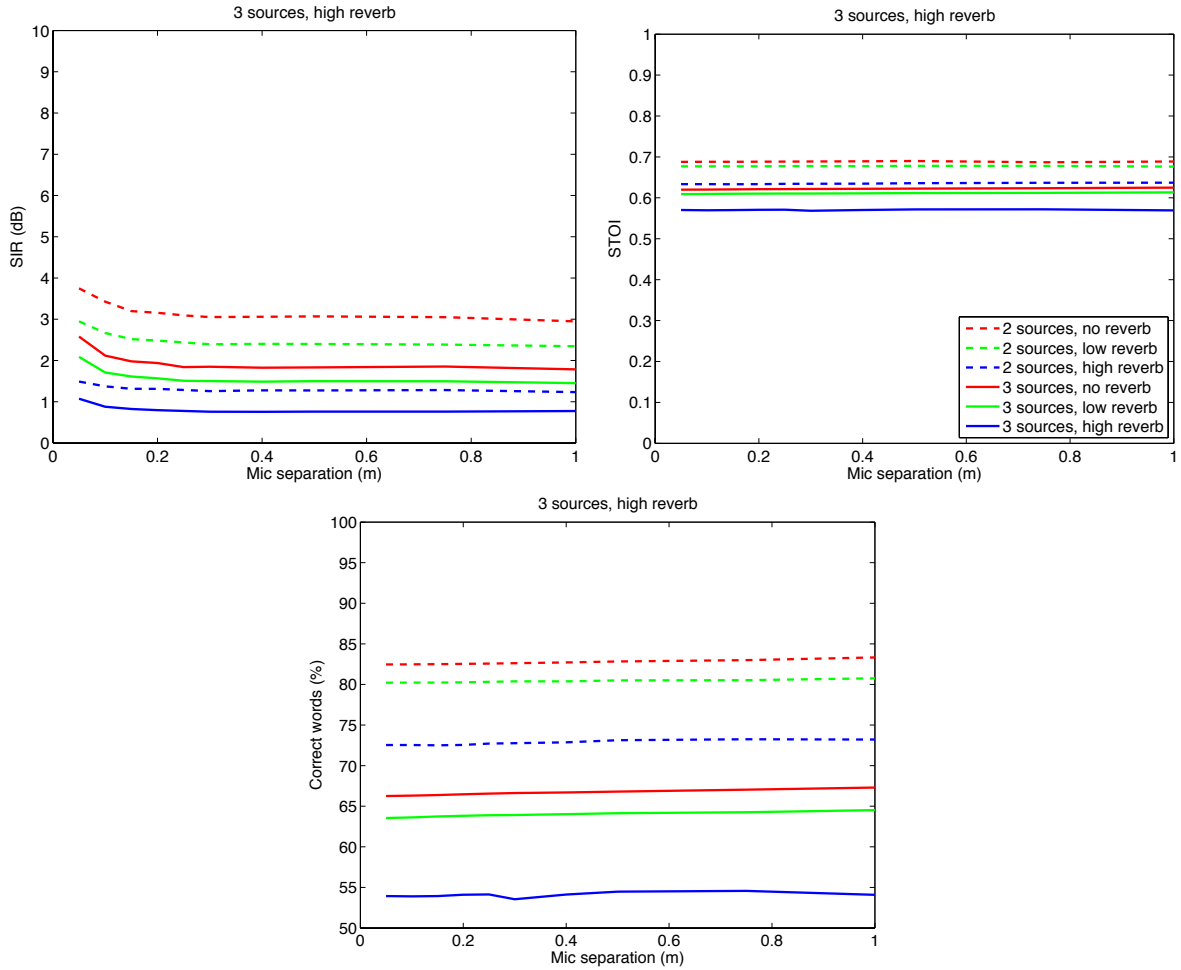 3 sources, high reverb
10
9
8
7
6
5
4
3
2
1
0
SIR (dB)
0 0.2 0.4 0.6 0.8 1
Mic separation (m)
3 sources, high reverb
1
0.9
0.8
0.7
0.6
0.5
0.4
0.3
0.2
0.1
0
STOI
2 sources, no reverb
2 sources, low reverb
2 sources, high reverb
3 sources, no reverb
3 sources, low reverb
3 sources, high reverb
0 0.2 0.4 0.6 0.8 1
Mic separation (m)
3 sources, high reverb
100
95
90
85
80
75
70
65
60
55
50
Correct words (%)
0 0.2 0.4 0.6 0.8 1
Mic separation (m)